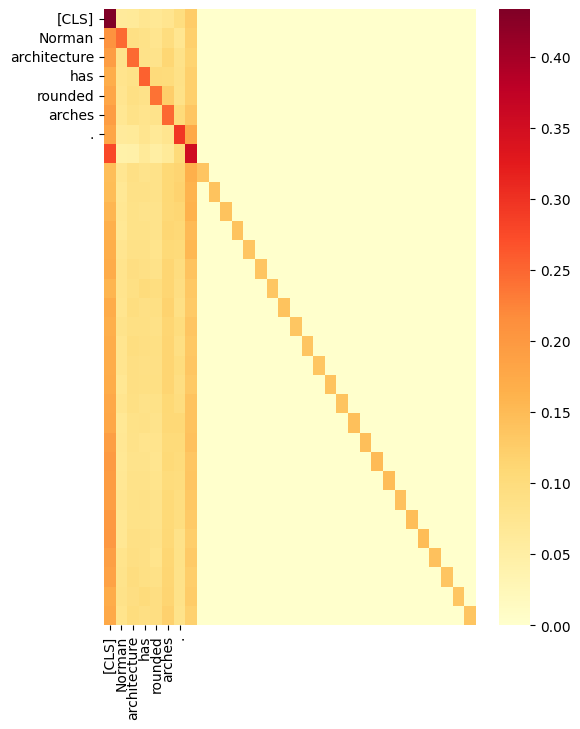 [CLS]
Norman
architecture
has
rounded
arches
.
0.40
0.35
0.30
0.25
0.20
0.15
0.10
0.05
0.00
[CLS]
Norman
architecture
has
rounded
arches
.